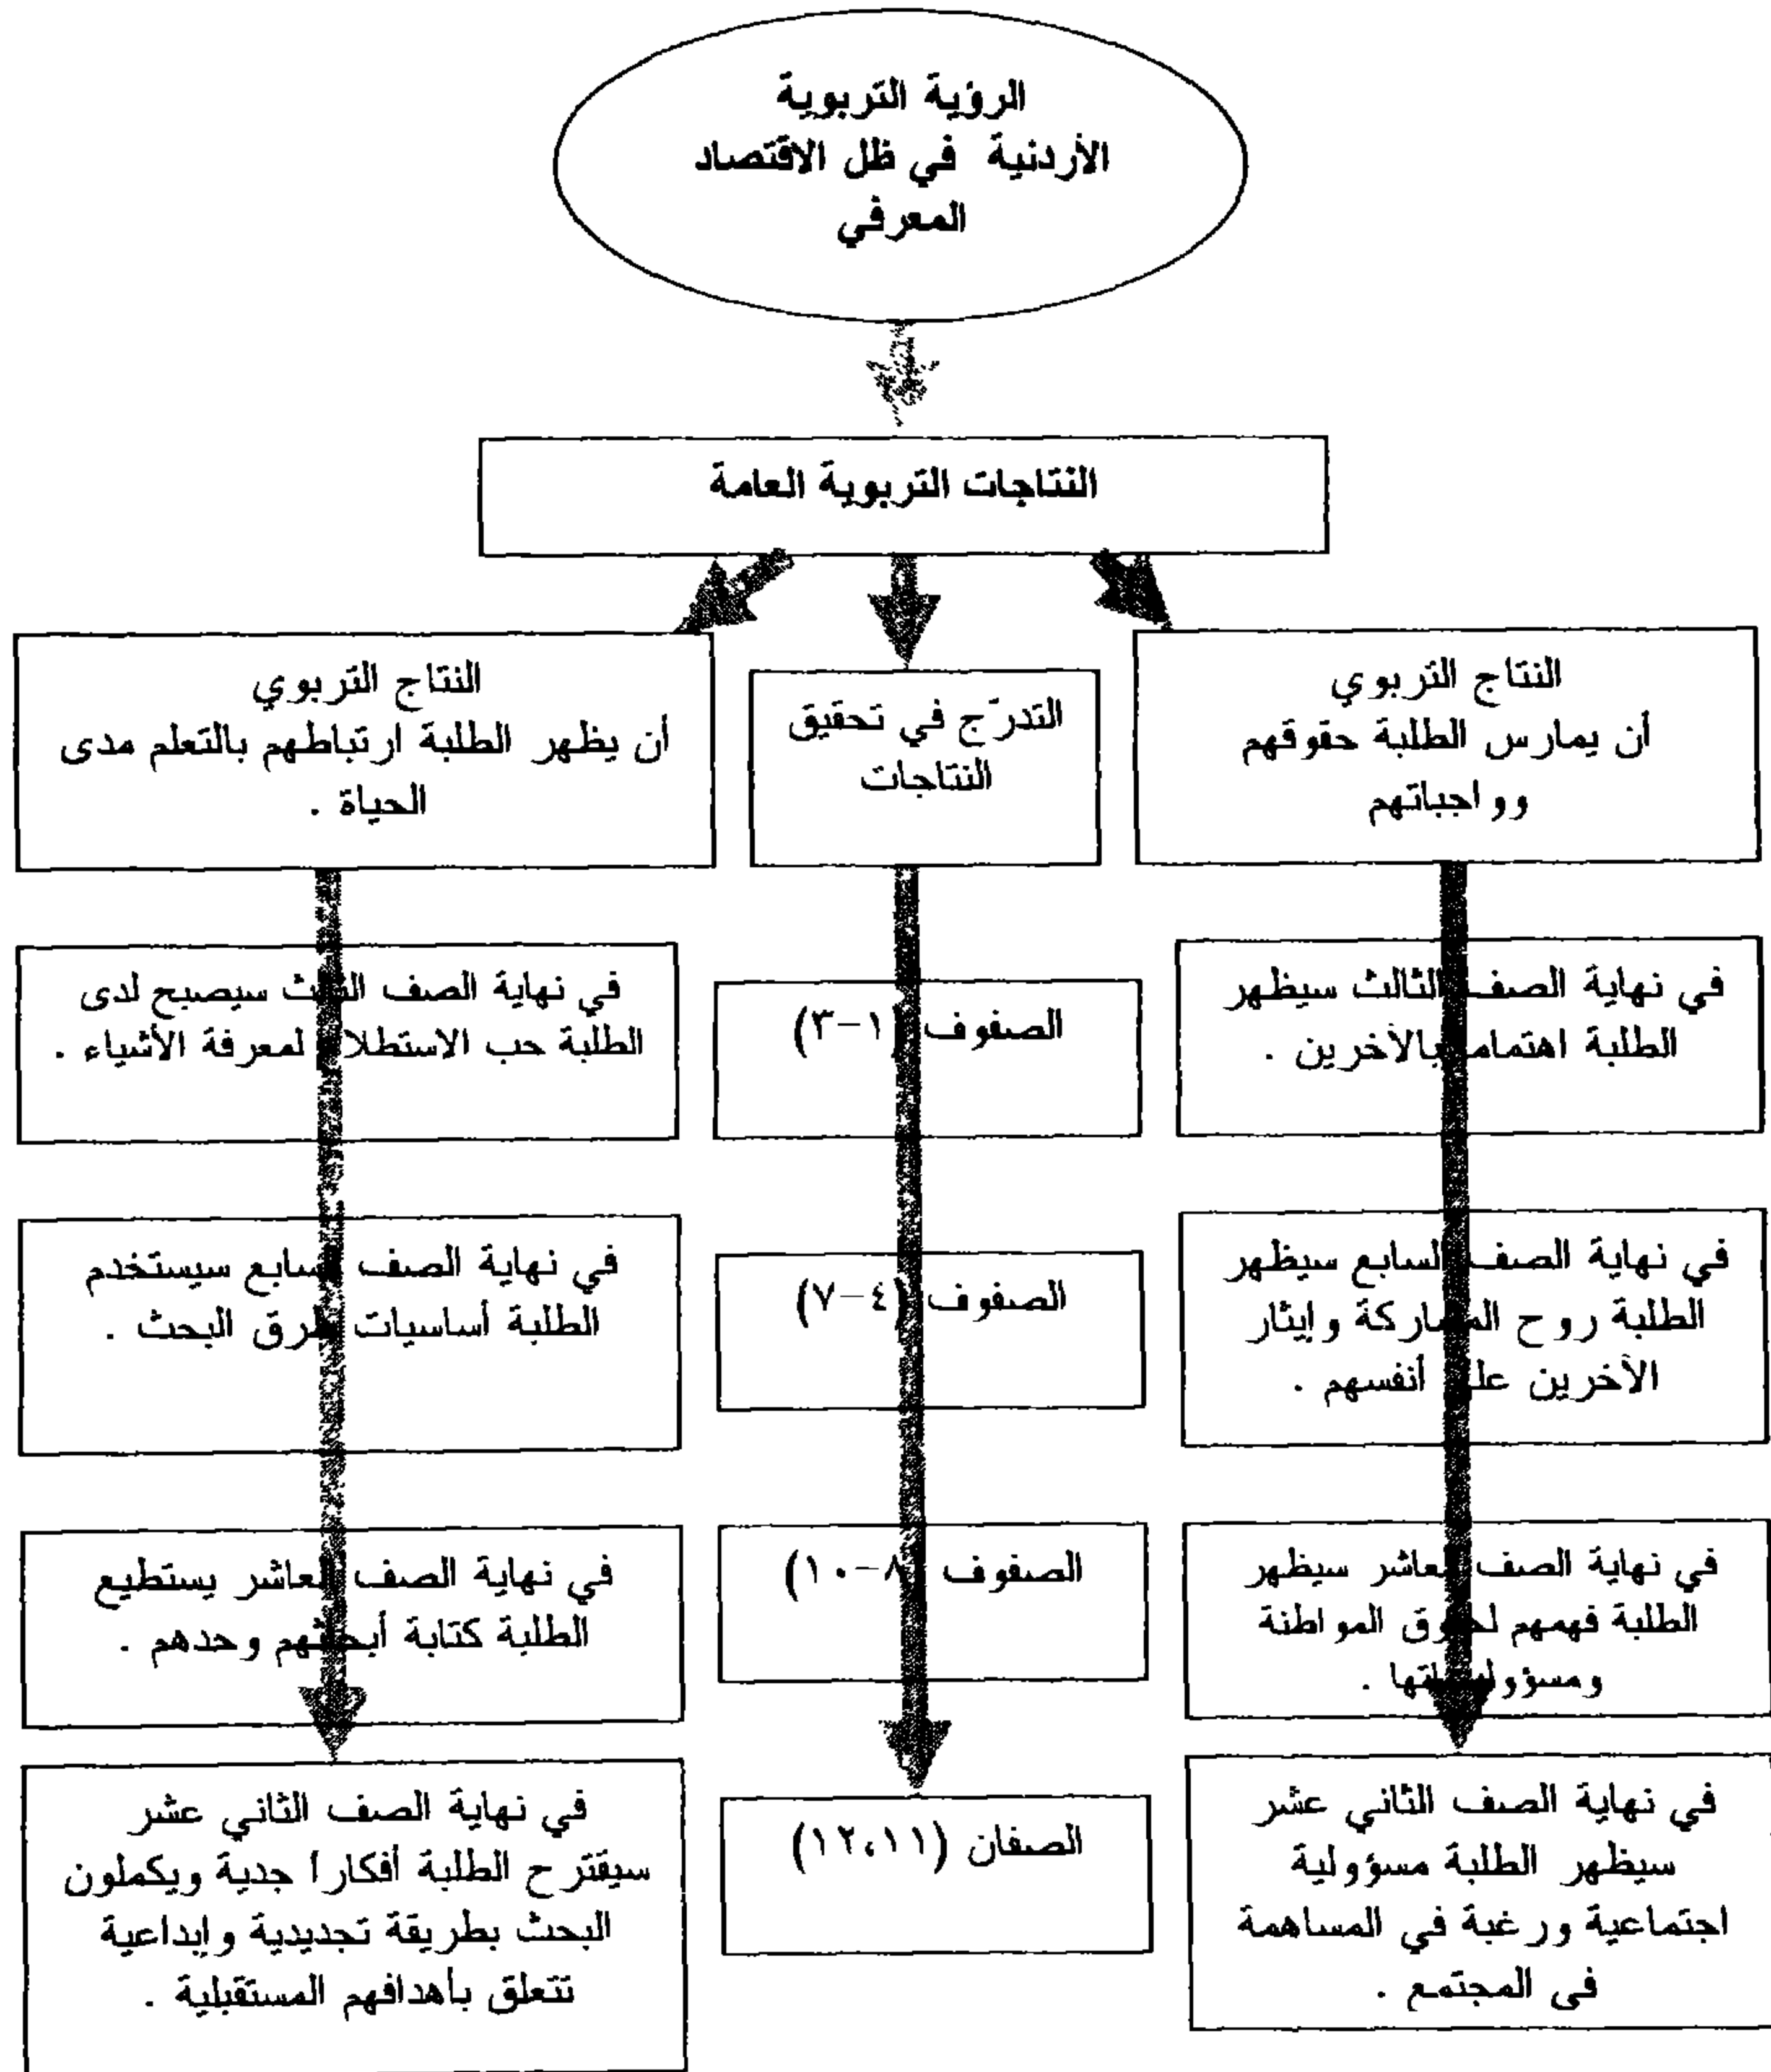 الرؤية التربوية
الأردنية في ظل الاقتصاد
المعرفي
النتاجات التربوية العامة
النتاج التربوي
أن يمارس الطلبة حقوقهم
وواجباتهم
التدرّج في تحقيق
النتاجات
النتاج التربوي
أن يظهر الطلبة ارتباطهم بالتعلم مدى
الحياة .
في نهاية الصف الثالث سيظهر
الطلبة اهتماما بالآخرين .
الصفوف (١-٣)
في نهاية الصف الثالث سيصبح لدى
الطلبة حب الاستطلاع لمعرفة الأشياء .
في نهاية الصف السابع سيظهر
الطلبة روح المشاركة وإيثار
الآخرين على أنفسهم .
الصفوف (٤-٧)
في نهاية الصف السابع سيستخدم
الطلبة أساسيات طرق البحث .
في نهاية الصف العاشر سيظهر
الطلبة فهمهم لحقوق المواطنة
ومسؤولياتها .
الصفوف (٨-١٠)
في نهاية الصف العاشر يستطيع
الطلبة كتابة أبحاثهم وحدهم .
في نهاية الصف الثاني عشر
سيظهر الطلبة مسؤولية
اجتماعية ورغبة في المساهمة
في المجتمع .
الصفان (١٢،١١)
في نهاية الصف الثاني عشر
سيقترح الطلبة أفكاراً جدية ويكملون
البحث بطريقة تجديدية وإبداعية
تتعلق بأهدافهم المستقبلية .